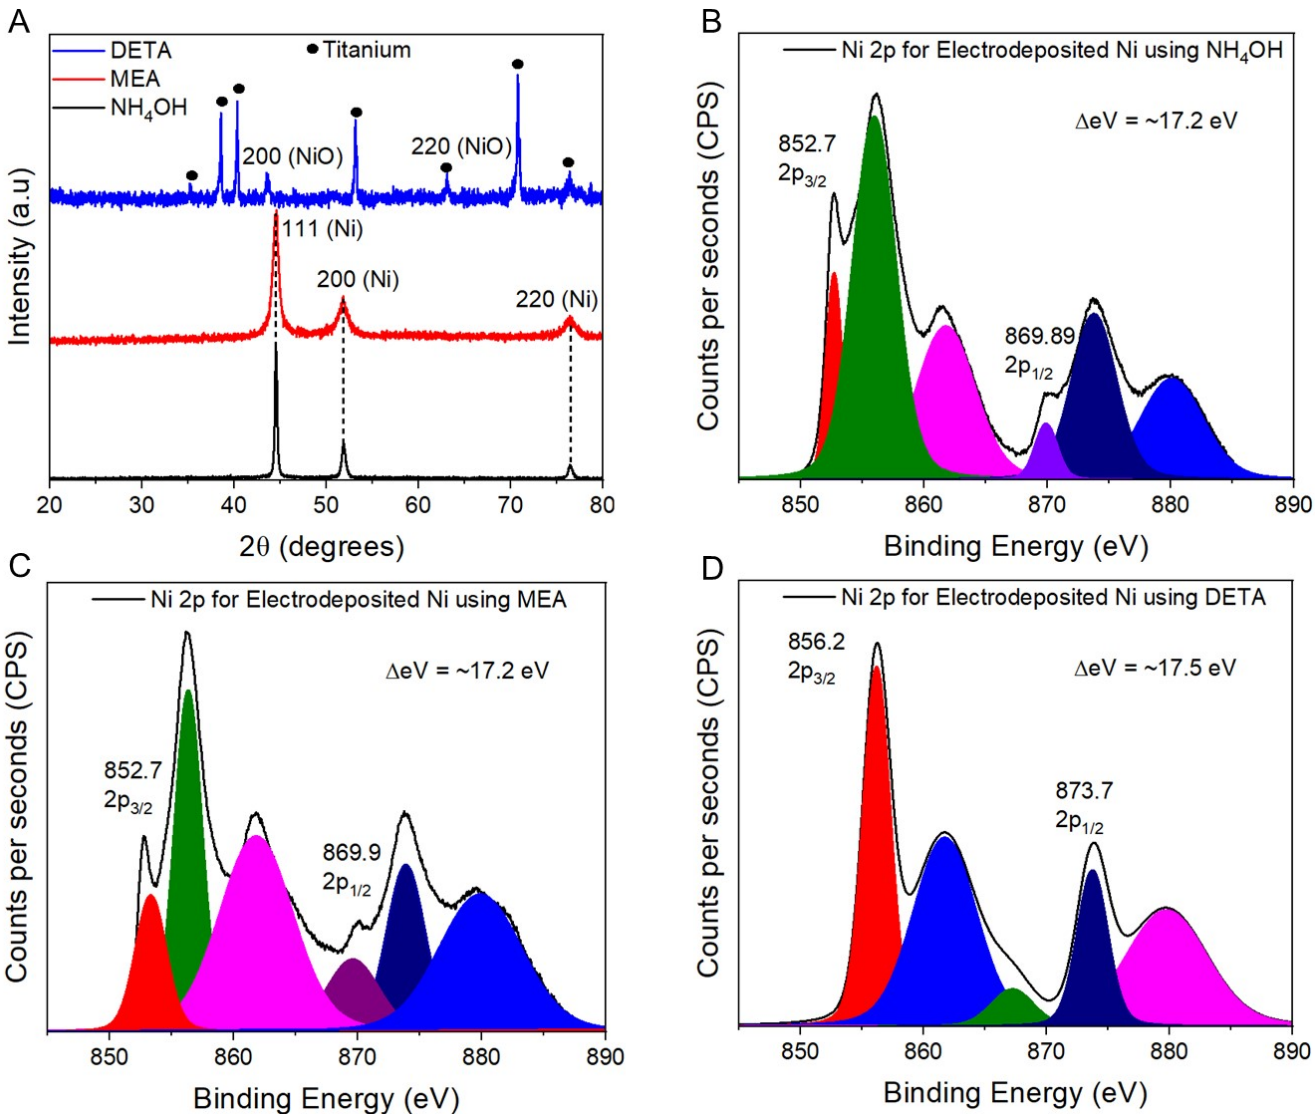 A
DETA
MEA
NH₄OH
Titanium
200 (NiO)
220 (NiO)
111 (Ni)
200 (Ni)
220 (Ni)
Intensity (a.u)
20 30 40 50 60 70 80
2θ (degrees)
B
Ni 2p for Electrodeposited Ni using NH₄OH
ΔeV = ~17.2 eV
852.7
2p3/2
869.89
2p1/2
Counts per seconds (CPS)
850 860 870 880 890
Binding Energy (eV)
C
Ni 2p for Electrodeposited Ni using MEA
ΔeV = ~17.2 eV
852.7
2p3/2
869.9
2p1/2
Counts per seconds (CPS)
850 860 870 880 890
Binding Energy (eV)
D
Ni 2p for Electrodeposited Ni using DETA
856.2
2p3/2
ΔeV = ~17.5 eV
873.7
2p1/2
Counts per seconds (CPS)
850 860 870 880 890
Binding Energy (eV)